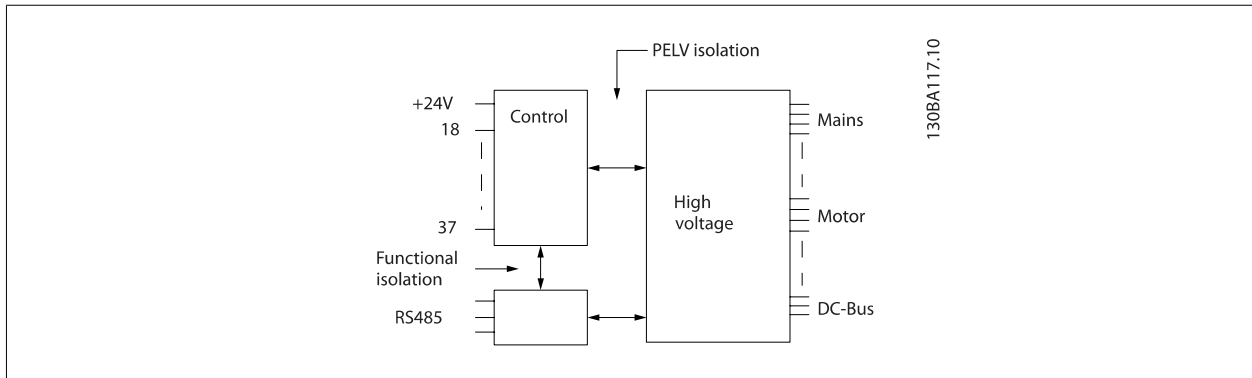 PELV isolation
130BA117.10
+24V
Control
Mains
18
High
voltage
Motor
37
Functional
isolation
DC-Bus
RS485